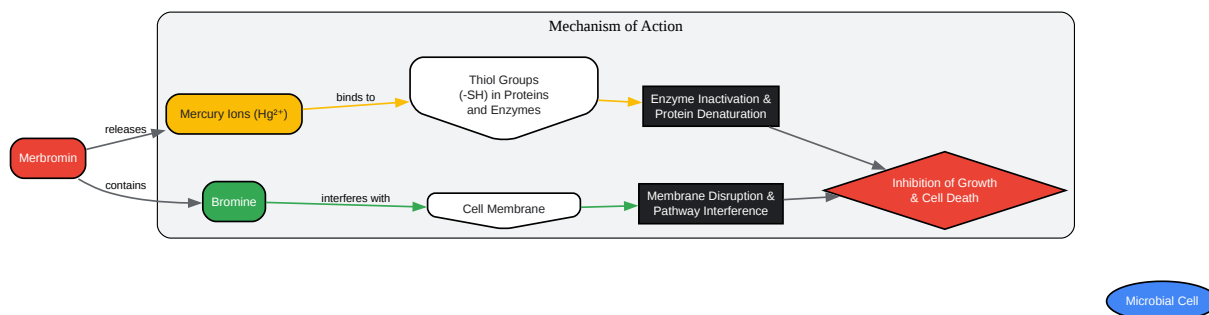 Mechanism of Action
Merbromin
releases
contains
Mercury Ions (Hg²⁺)
binds to
Thiol Groups
(-SH) in Proteins
and Enzymes
Enzyme Inactivation &
Protein Denaturation
Bromine
interferes with
Cell Membrane
Membrane Disruption &
Pathway Interference
Inhibition of Growth
& Cell Death
Microbial Cell